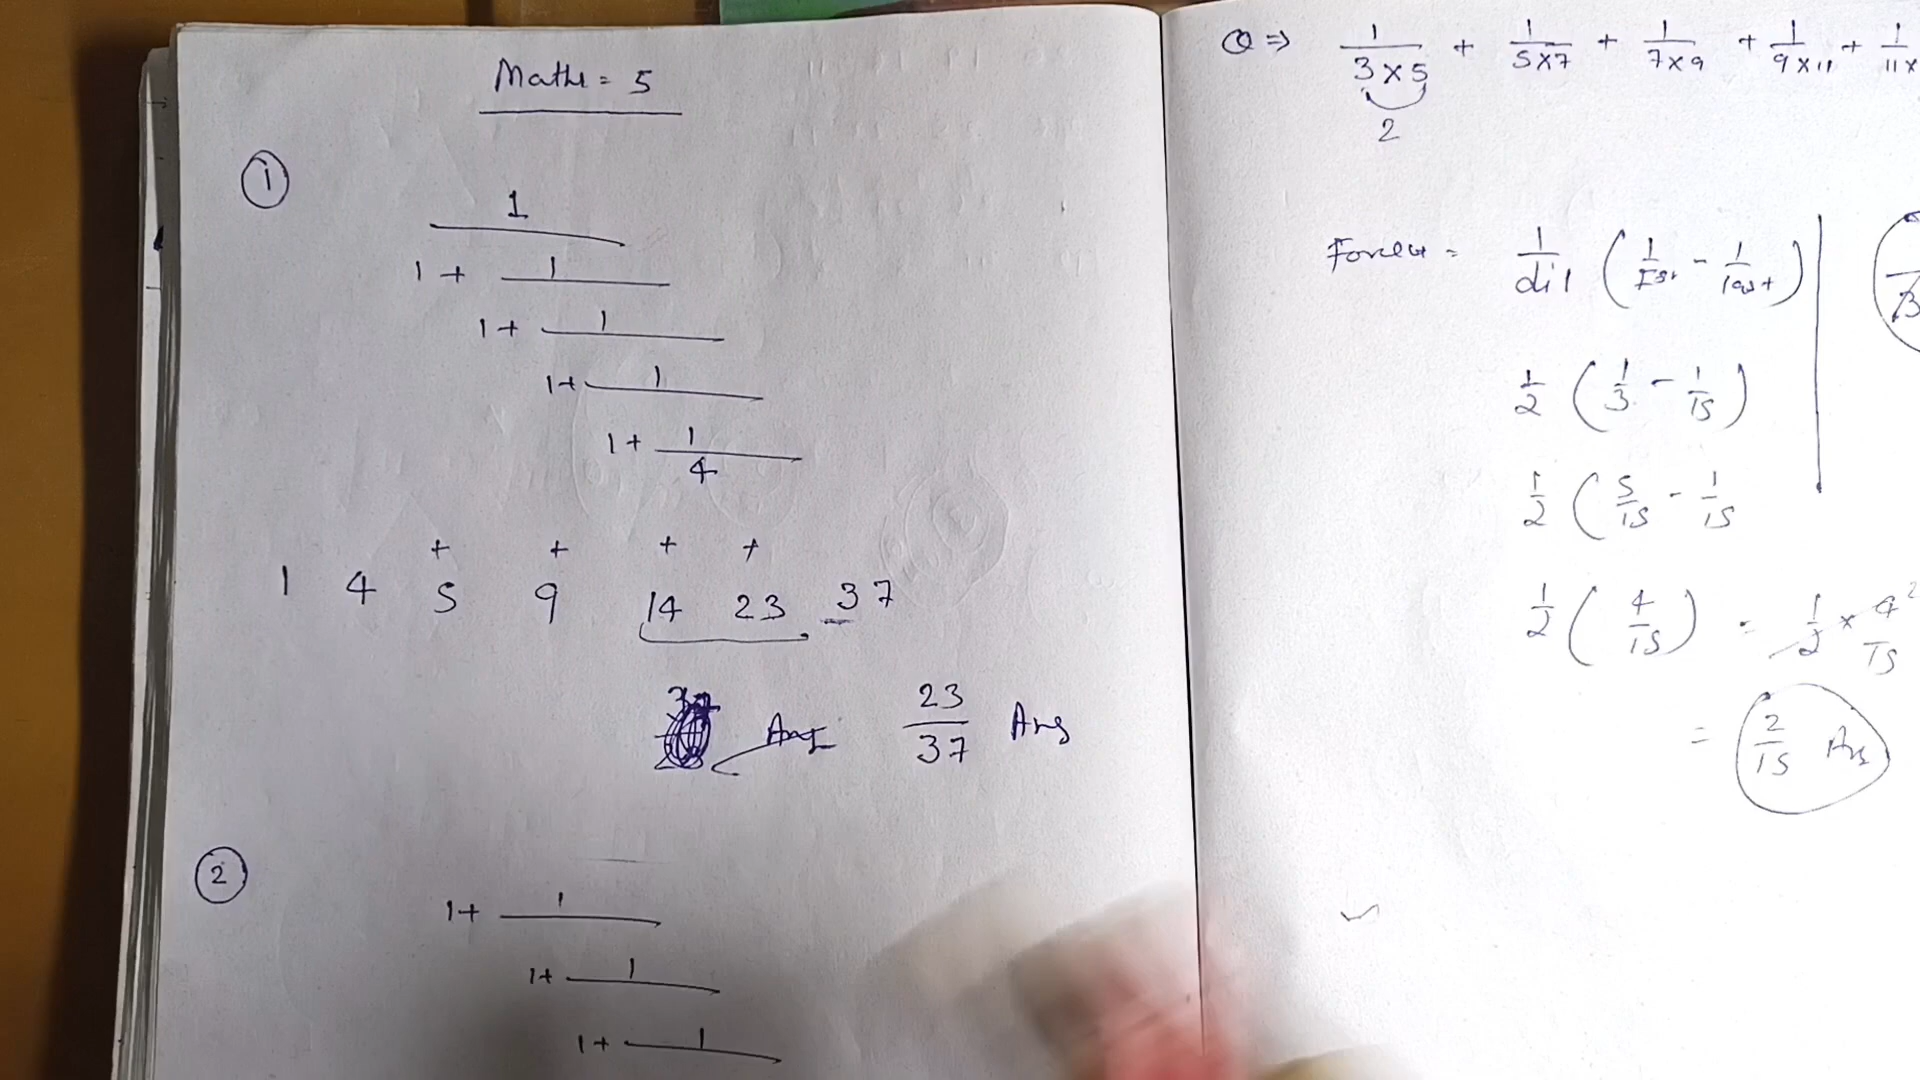 Maths = 5
①
1
1 + 1
1 + 1
1 + 1
1 + 1
4
+ + + +
1 4 5 9 14 23 37
Ans 23/37 Ans
②
1 + 1
1 + 1
1 + 1
Q ⇒ 1/3×5 + 1/5×7 + 1/7×9 + 1/9×11 + 1/11×
2
= 1/dif (1/Ist - 1/last)
1/2 (1/3 - 1/15)
1/2 (5/15 - 1/15
1/2 (4/15) = 1/2 × 4 2/15
= 2/15 Ans